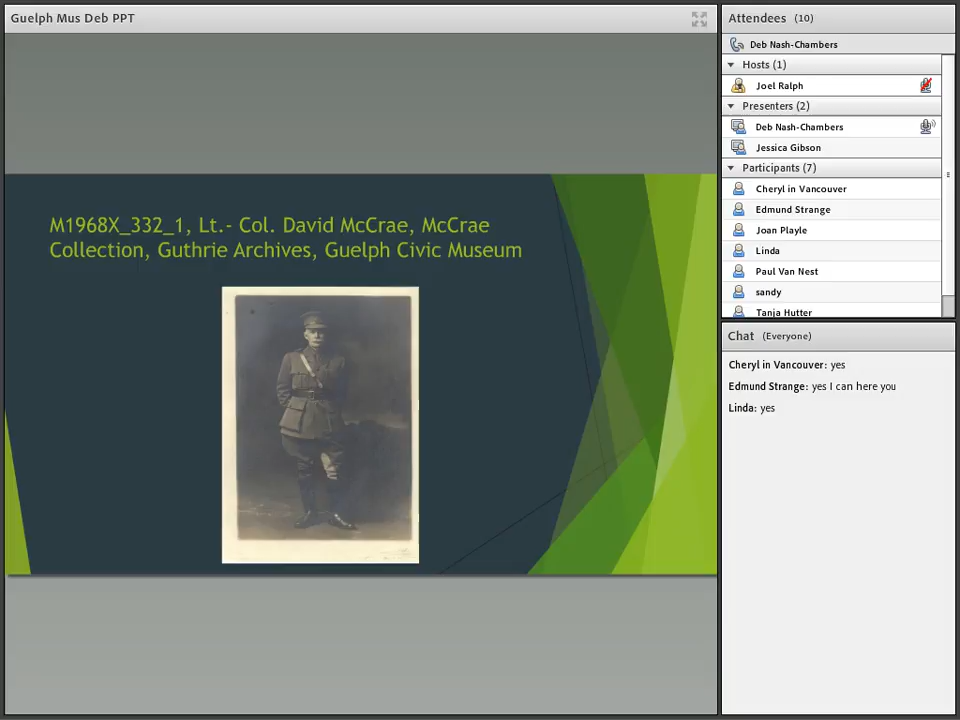 Guelph Mus Deb PPT
M1968X_332_1, Lt.- Col. David McCrae, McCrae
Collection, Guthrie Archives, Guelph Civic Museum
Attendees (10)
Deb Nash-Chambers
Hosts (1)
Joel Ralph
Presenters (2)
Deb Nash-Chambers
Jessica Gibson
Participants (7)
Cheryl in Vancouver
Edmund Strange
Joan Playle
Linda
Paul Van Nest
sandy
Tanja Hutter
Chat (Everyone)
Cheryl in Vancouver: yes
Edmund Strange: yes I can here you
Linda: yes